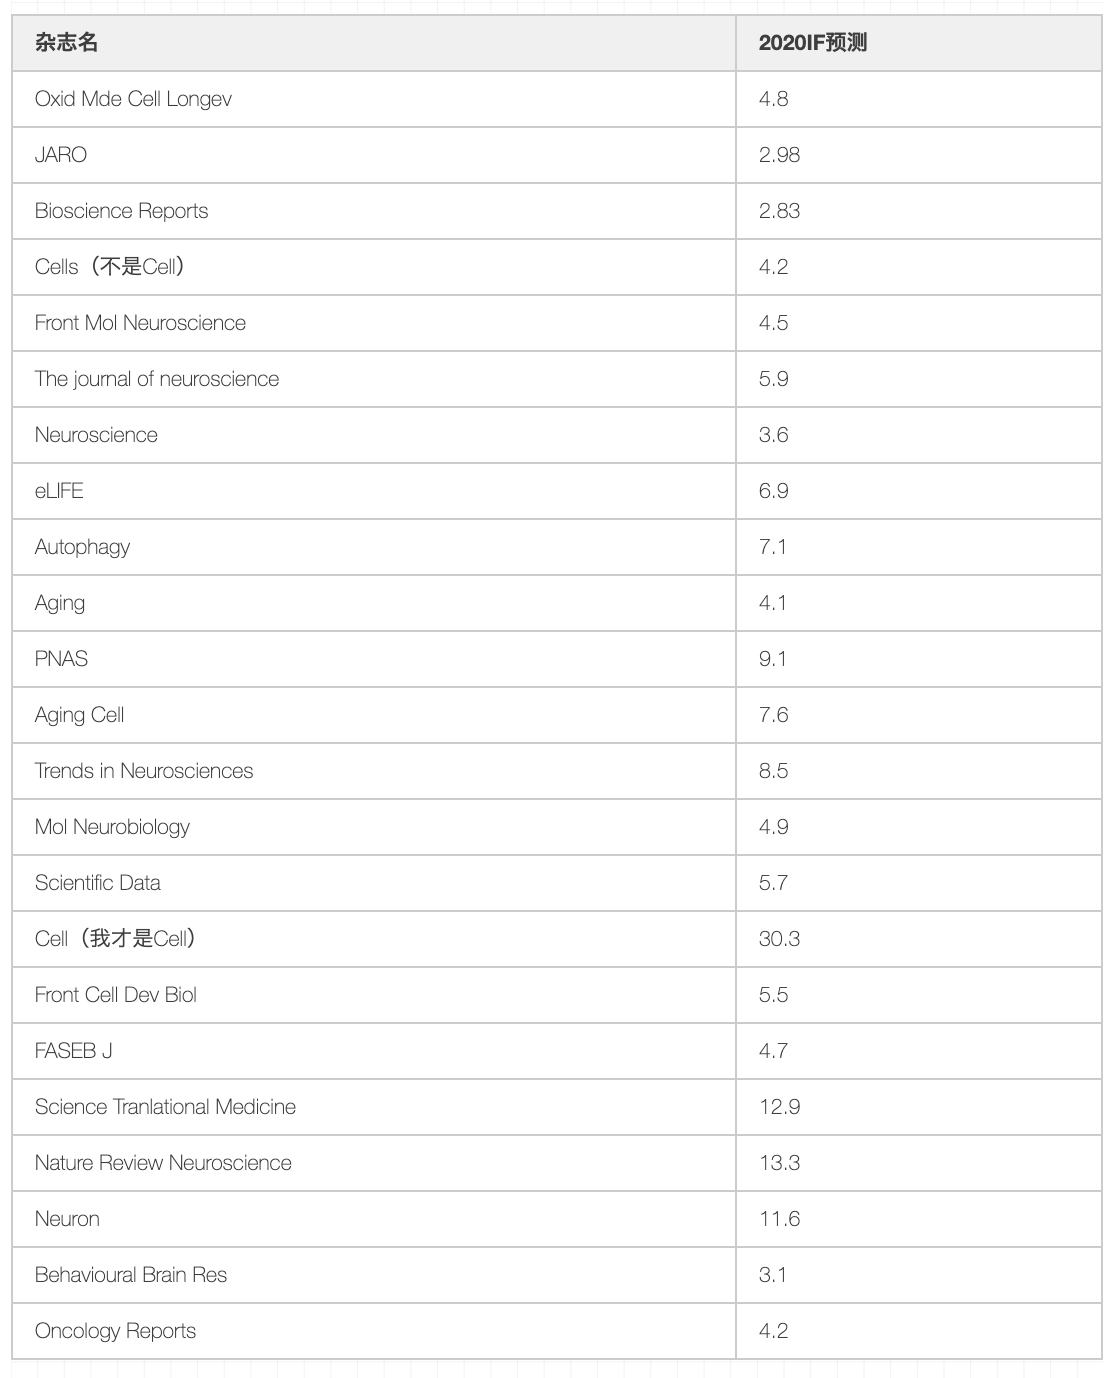 杂志名 2020IF预测
Oxid Mde Cell Longev 4.8
JARO 2.98
Bioscience Reports 2.83
Cells（不是Cell） 4.2
Front Mol Neuroscience 4.5
The journal of neuroscience 5.9
Neuroscience 3.6
eLIFE 6.9
Autophagy 7.1
Aging 4.1
PNAS 9.1
Aging Cell 7.6
Trends in Neurosciences 8.5
Mol Neurobiology 4.9
Scientific Data 5.7
Cell（我才是Cell） 30.3
Front Cell Dev Biol 5.5
FASEB J 4.7
Science Tranlational Medicine 12.9
Nature Review Neuroscience 13.3
Neuron 11.6
Behavioural Brain Res 3.1
Oncology Reports 4.2